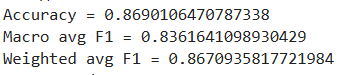 Accuracy = 0.8690106470787338
Macro avg F1 = 0.8361641098930429
Weighted avg F1 = 0.8670935817721984